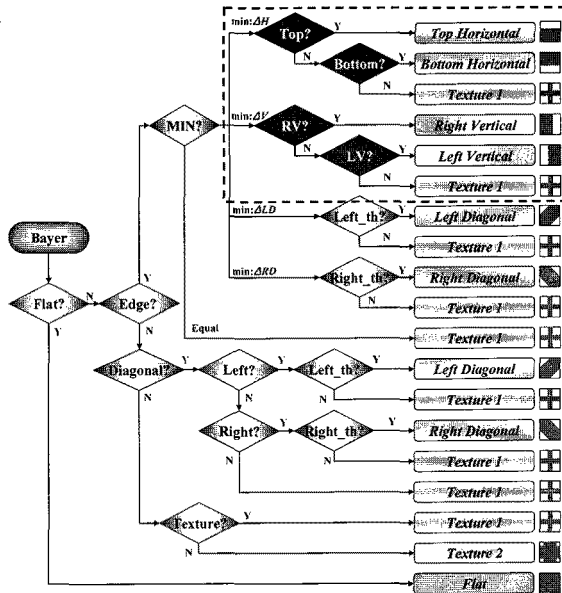 min:ΔH Top? Y Top Horizontal
N Bottom? Y Bottom Horizontal
N Texture 1
MIN? min:ΔV RV? Y Right Vertical
N LV? Y Left Vertical
N Texture 1
min:ΔLD Left_th? Y Left Diagonal
Bayer N Texture 1
min:ΔRD Right_th? Y Right Diagonal
Y
Flat? N Edge? N Texture 1
Y N Equal Texture 1
Diagonal? Y Left? Y Left_th? Y Left Diagonal
N N N Texture 1
Right? Y Right_th? Y Right Diagonal
N N Texture 1
Texture 1
Texture? Y Texture 1
N Texture 2
Flat